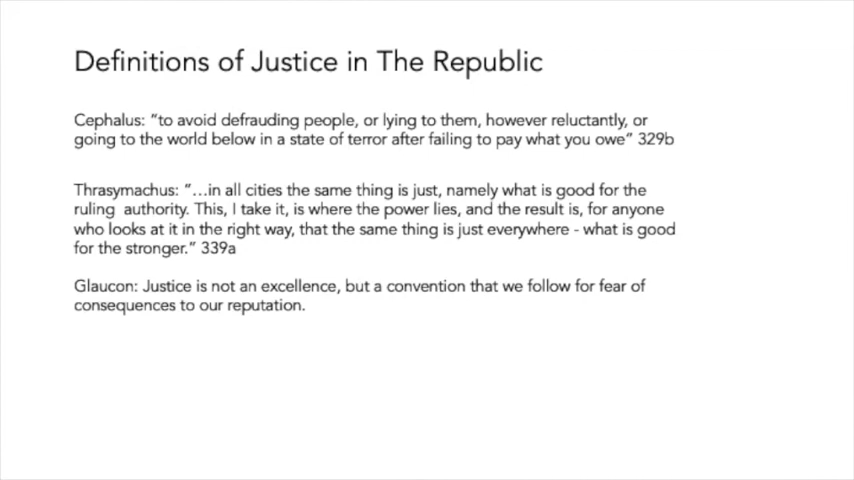 Definitions of Justice in The Republic
Cephalus: “to avoid defrauding people, or lying to them, however reluctantly, or
going to the world below in a state of terror after failing to pay what you owe” 329b
Thrasymachus: “…in all cities the same thing is just, namely what is good for the
ruling authority. This, I take it, is where the power lies, and the result is, for anyone
who looks at it in the right way, that the same thing is just everywhere - what is good
for the stronger.” 339a
Glaucon: Justice is not an excellence, but a convention that we follow for fear of
consequences to our reputation.